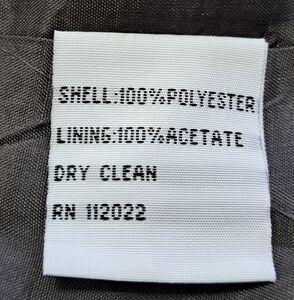 SHELL:100%POLYESTER
LINING:100%ACETATE
DRY CLEAN
RN 112022